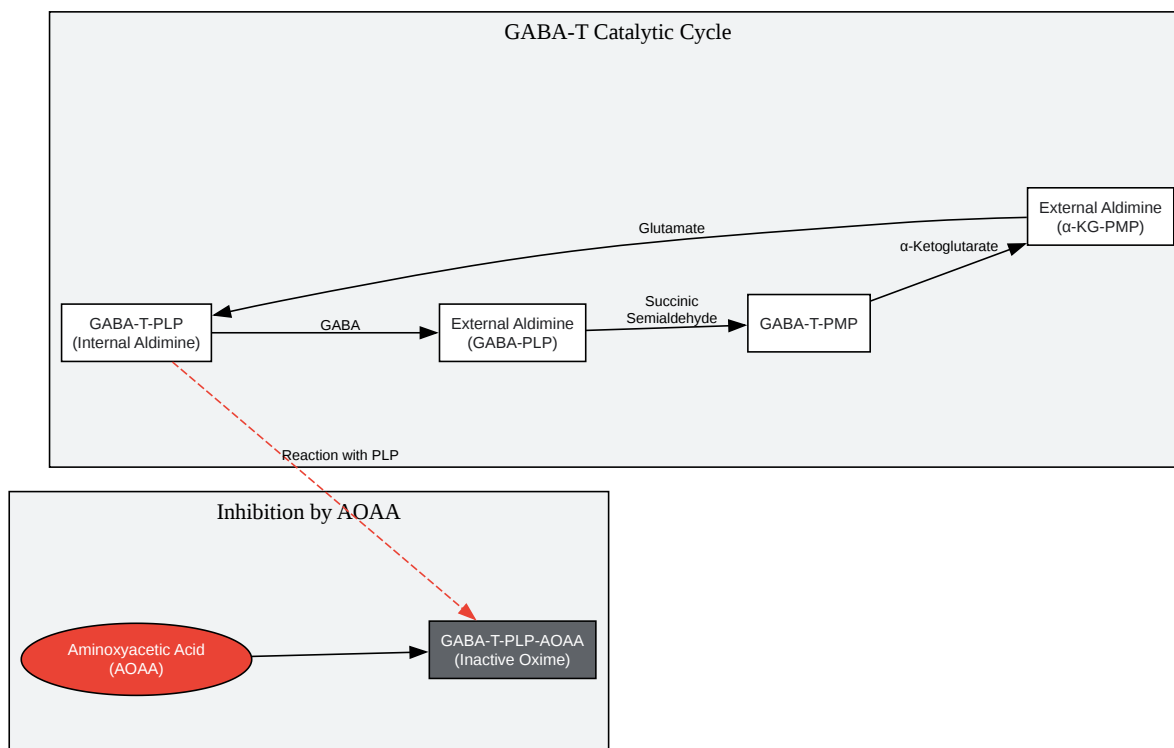 GABA-T Catalytic Cycle
External Aldimine
(α-KG-PMP)
Glutamate
α-Ketoglutarate
GABA-T-PLP
(Internal Aldimine)
GABA
External Aldimine
(GABA-PLP)
Succinic
Semialdehyde
GABA-T-PMP
Reaction with PLP
Inhibition by AOAA
Aminoxyacetic Acid
(AOAA)
GABA-T-PLP-AOAA
(Inactive Oxime)